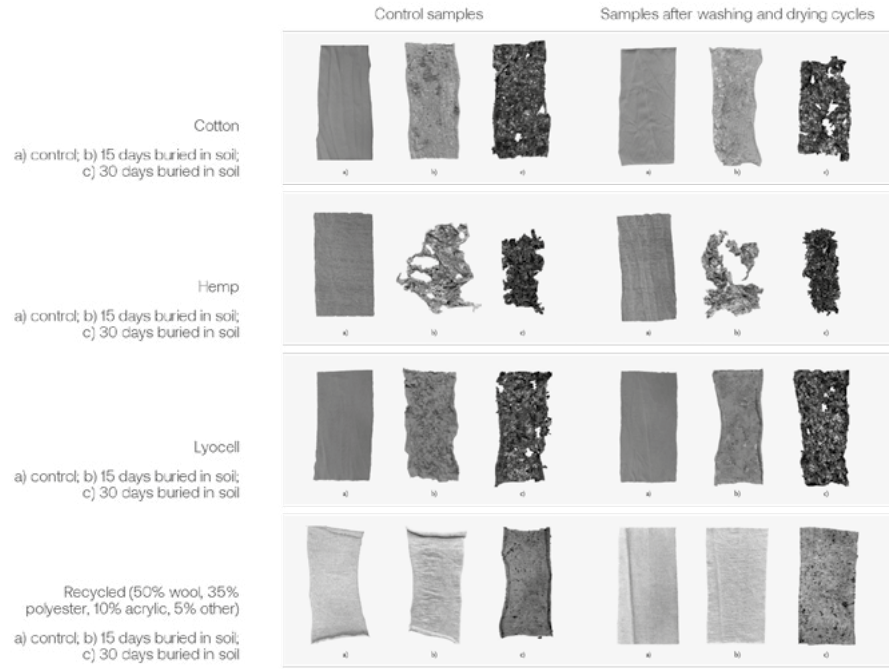 Control samples
Samples after washing and drying cycles
Cotton
a) control; b) 15 days buried in soil;
c) 30 days buried in soil
a)
b)
c)
a)
b)
c)
Hemp
a) control; b) 15 days buried in soil;
c) 30 days buried in soil
a)
b)
c)
a)
b)
c)
Lyocell
a) control; b) 15 days buried in soil;
c) 30 days buried in soil
a)
b)
c)
a)
b)
c)
Recycled (50% wool, 35%
polyester, 10% acrylic, 5% other)
a) control; b) 15 days buried in soil;
c) 30 days buried in soil
a)
b)
c)
a)
b)
c)